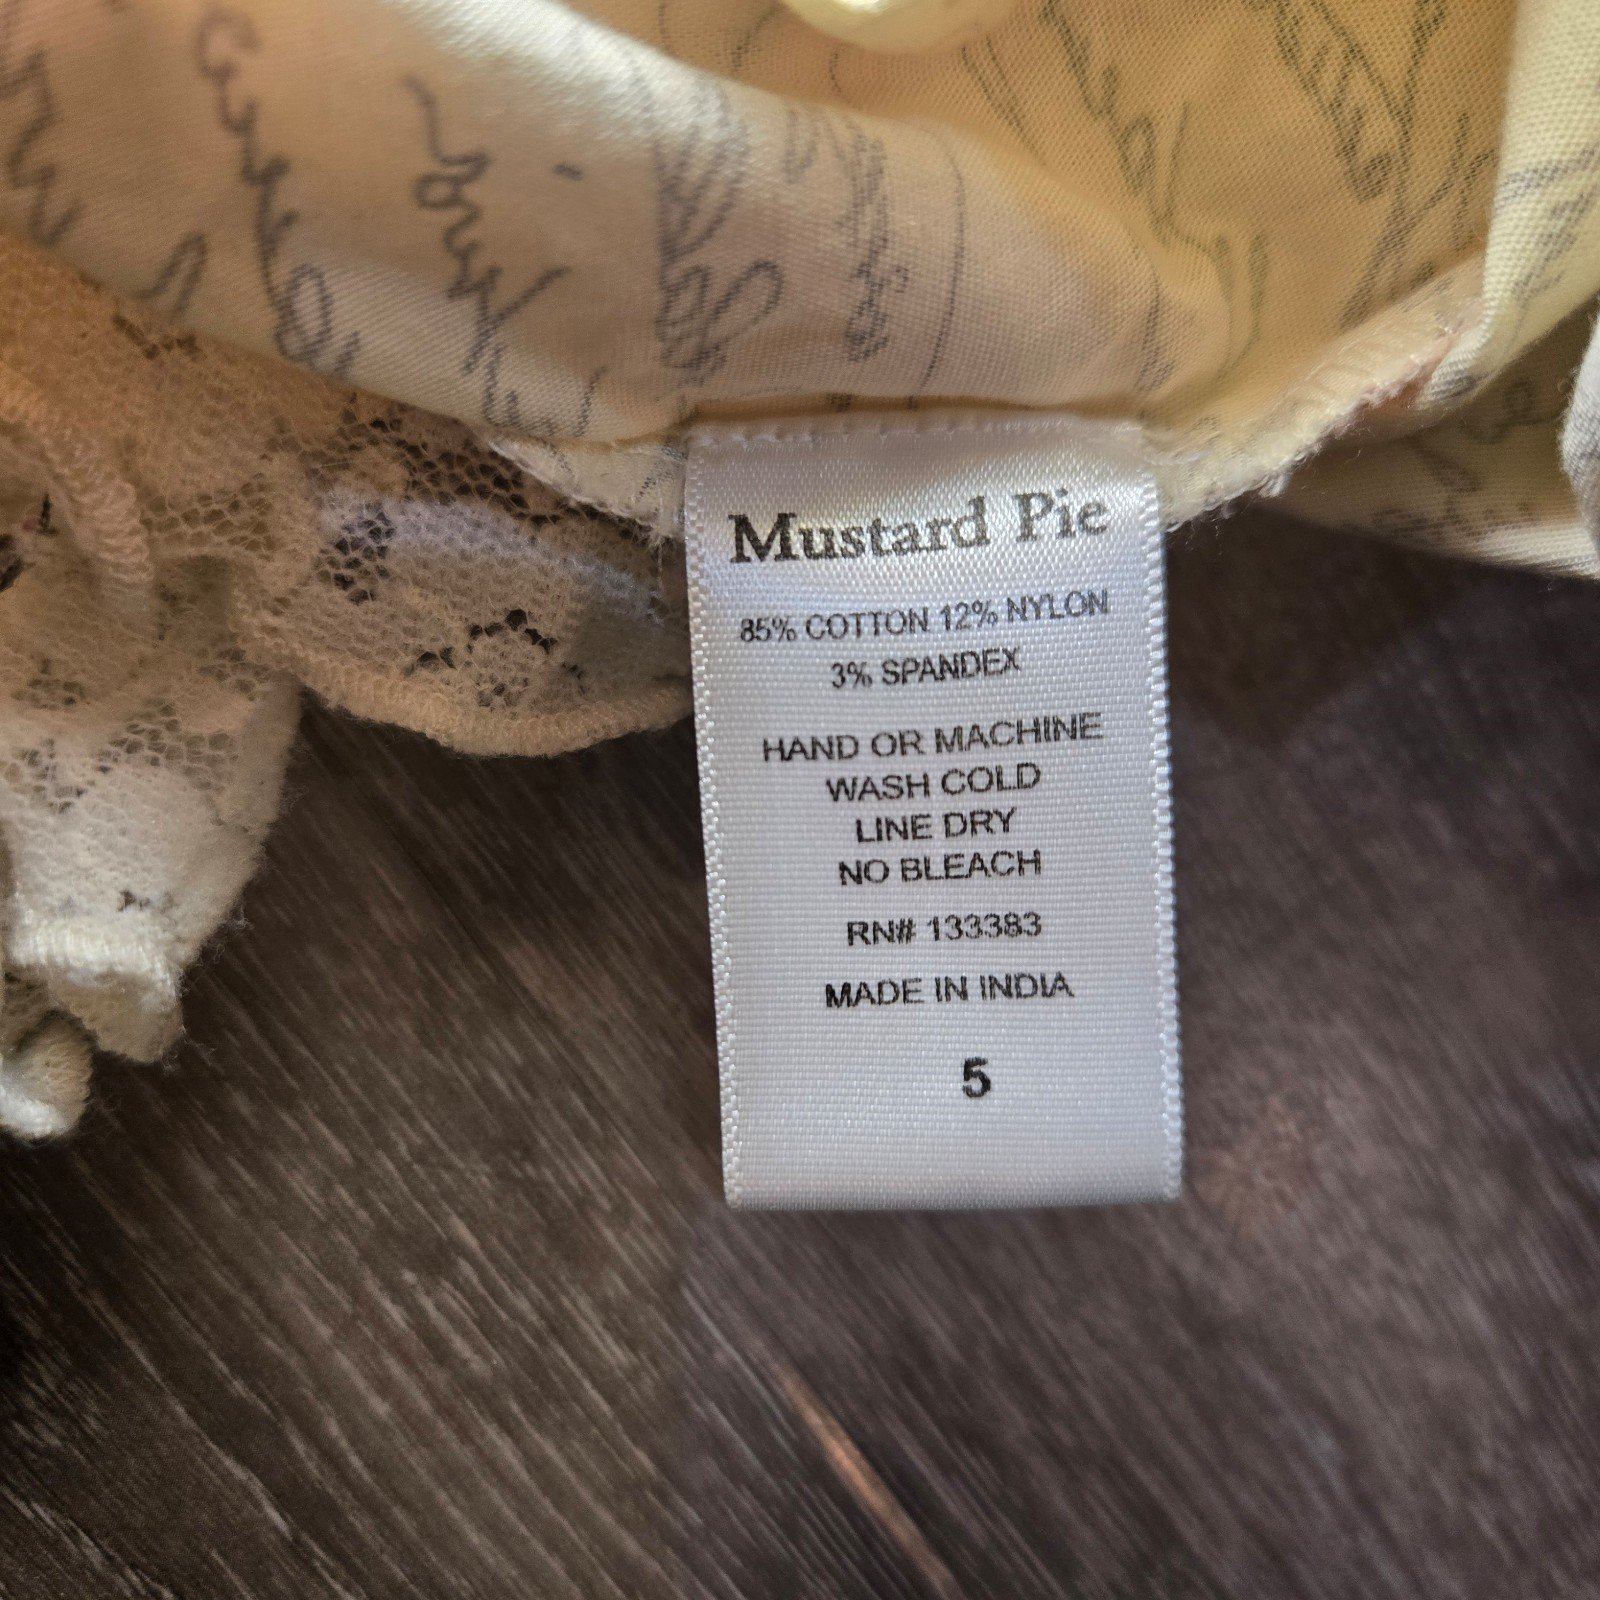 Mustard Pie
85% COTTON 12% NYLON
3% SPANDEX
HAND OR MACHINE
WASH COLD
LINE DRY
NO BLEACH
RN# 133383
MADE IN INDIA
5